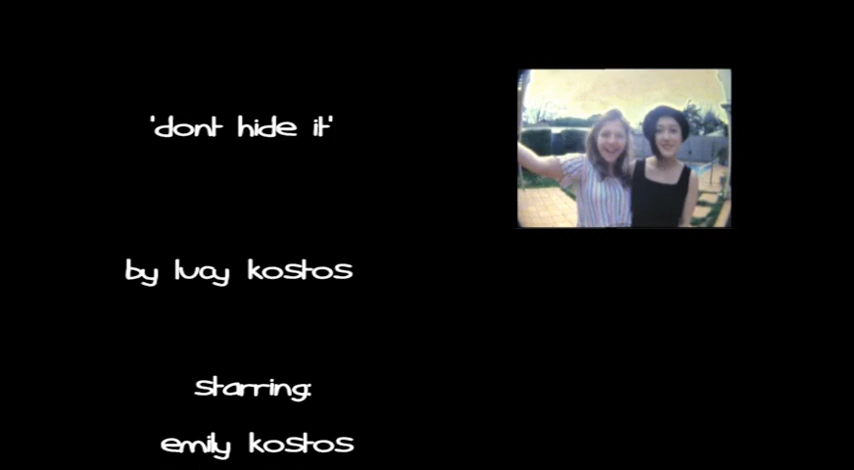 'dont hide it'
by lucy kostos
starring:
emily kostos